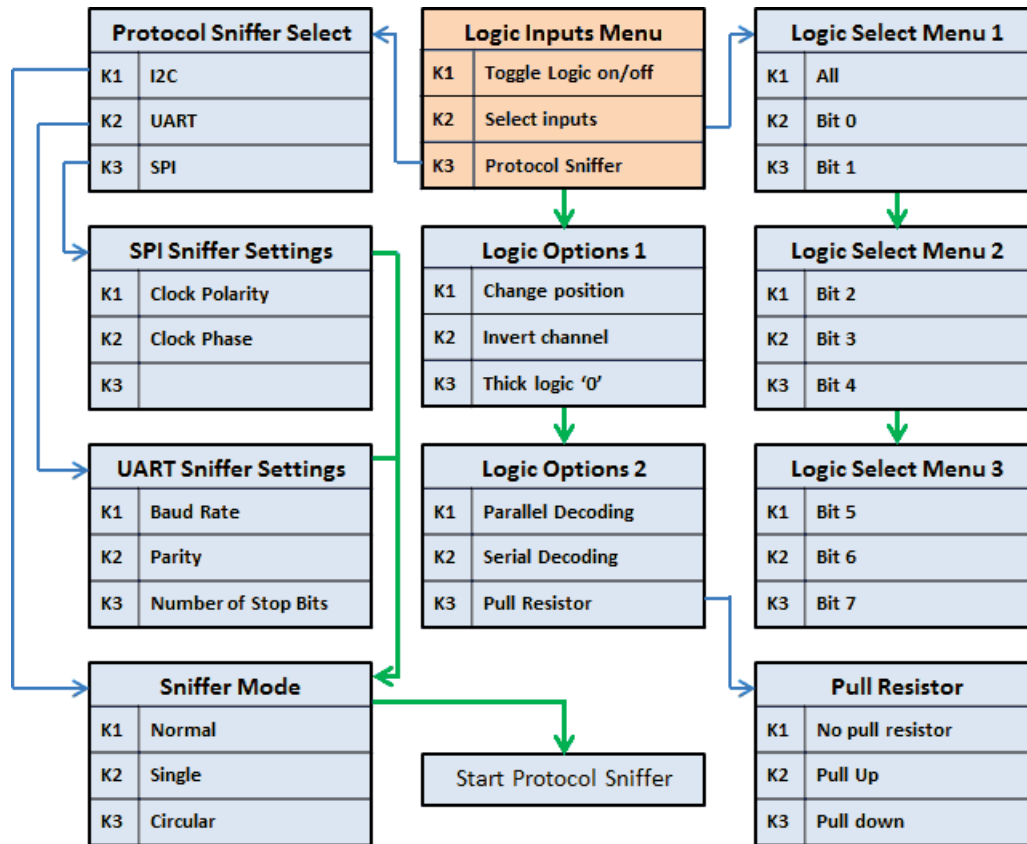 Protocol Sniffer Select
K1 I2C
K2 UART
K3 SPI
Logic Inputs Menu
K1 Toggle Logic on/off
K2 Select inputs
K3 Protocol Sniffer
Logic Select Menu 1
K1 All
K2 Bit 0
K3 Bit 1
SPI Sniffer Settings
K1 Clock Polarity
K2 Clock Phase
K3
Logic Options 1
K1 Change position
K2 Invert channel
K3 Thick logic ‘0’
Logic Select Menu 2
K1 Bit 2
K2 Bit 3
K3 Bit 4
UART Sniffer Settings
K1 Baud Rate
K2 Parity
K3 Number of Stop Bits
Logic Options 2
K1 Parallel Decoding
K2 Serial Decoding
K3 Pull Resistor
Logic Select Menu 3
K1 Bit 5
K2 Bit 6
K3 Bit 7
Sniffer Mode
K1 Normal
K2 Single
K3 Circular
Start Protocol Sniffer
Pull Resistor
K1 No pull resistor
K2 Pull Up
K3 Pull down